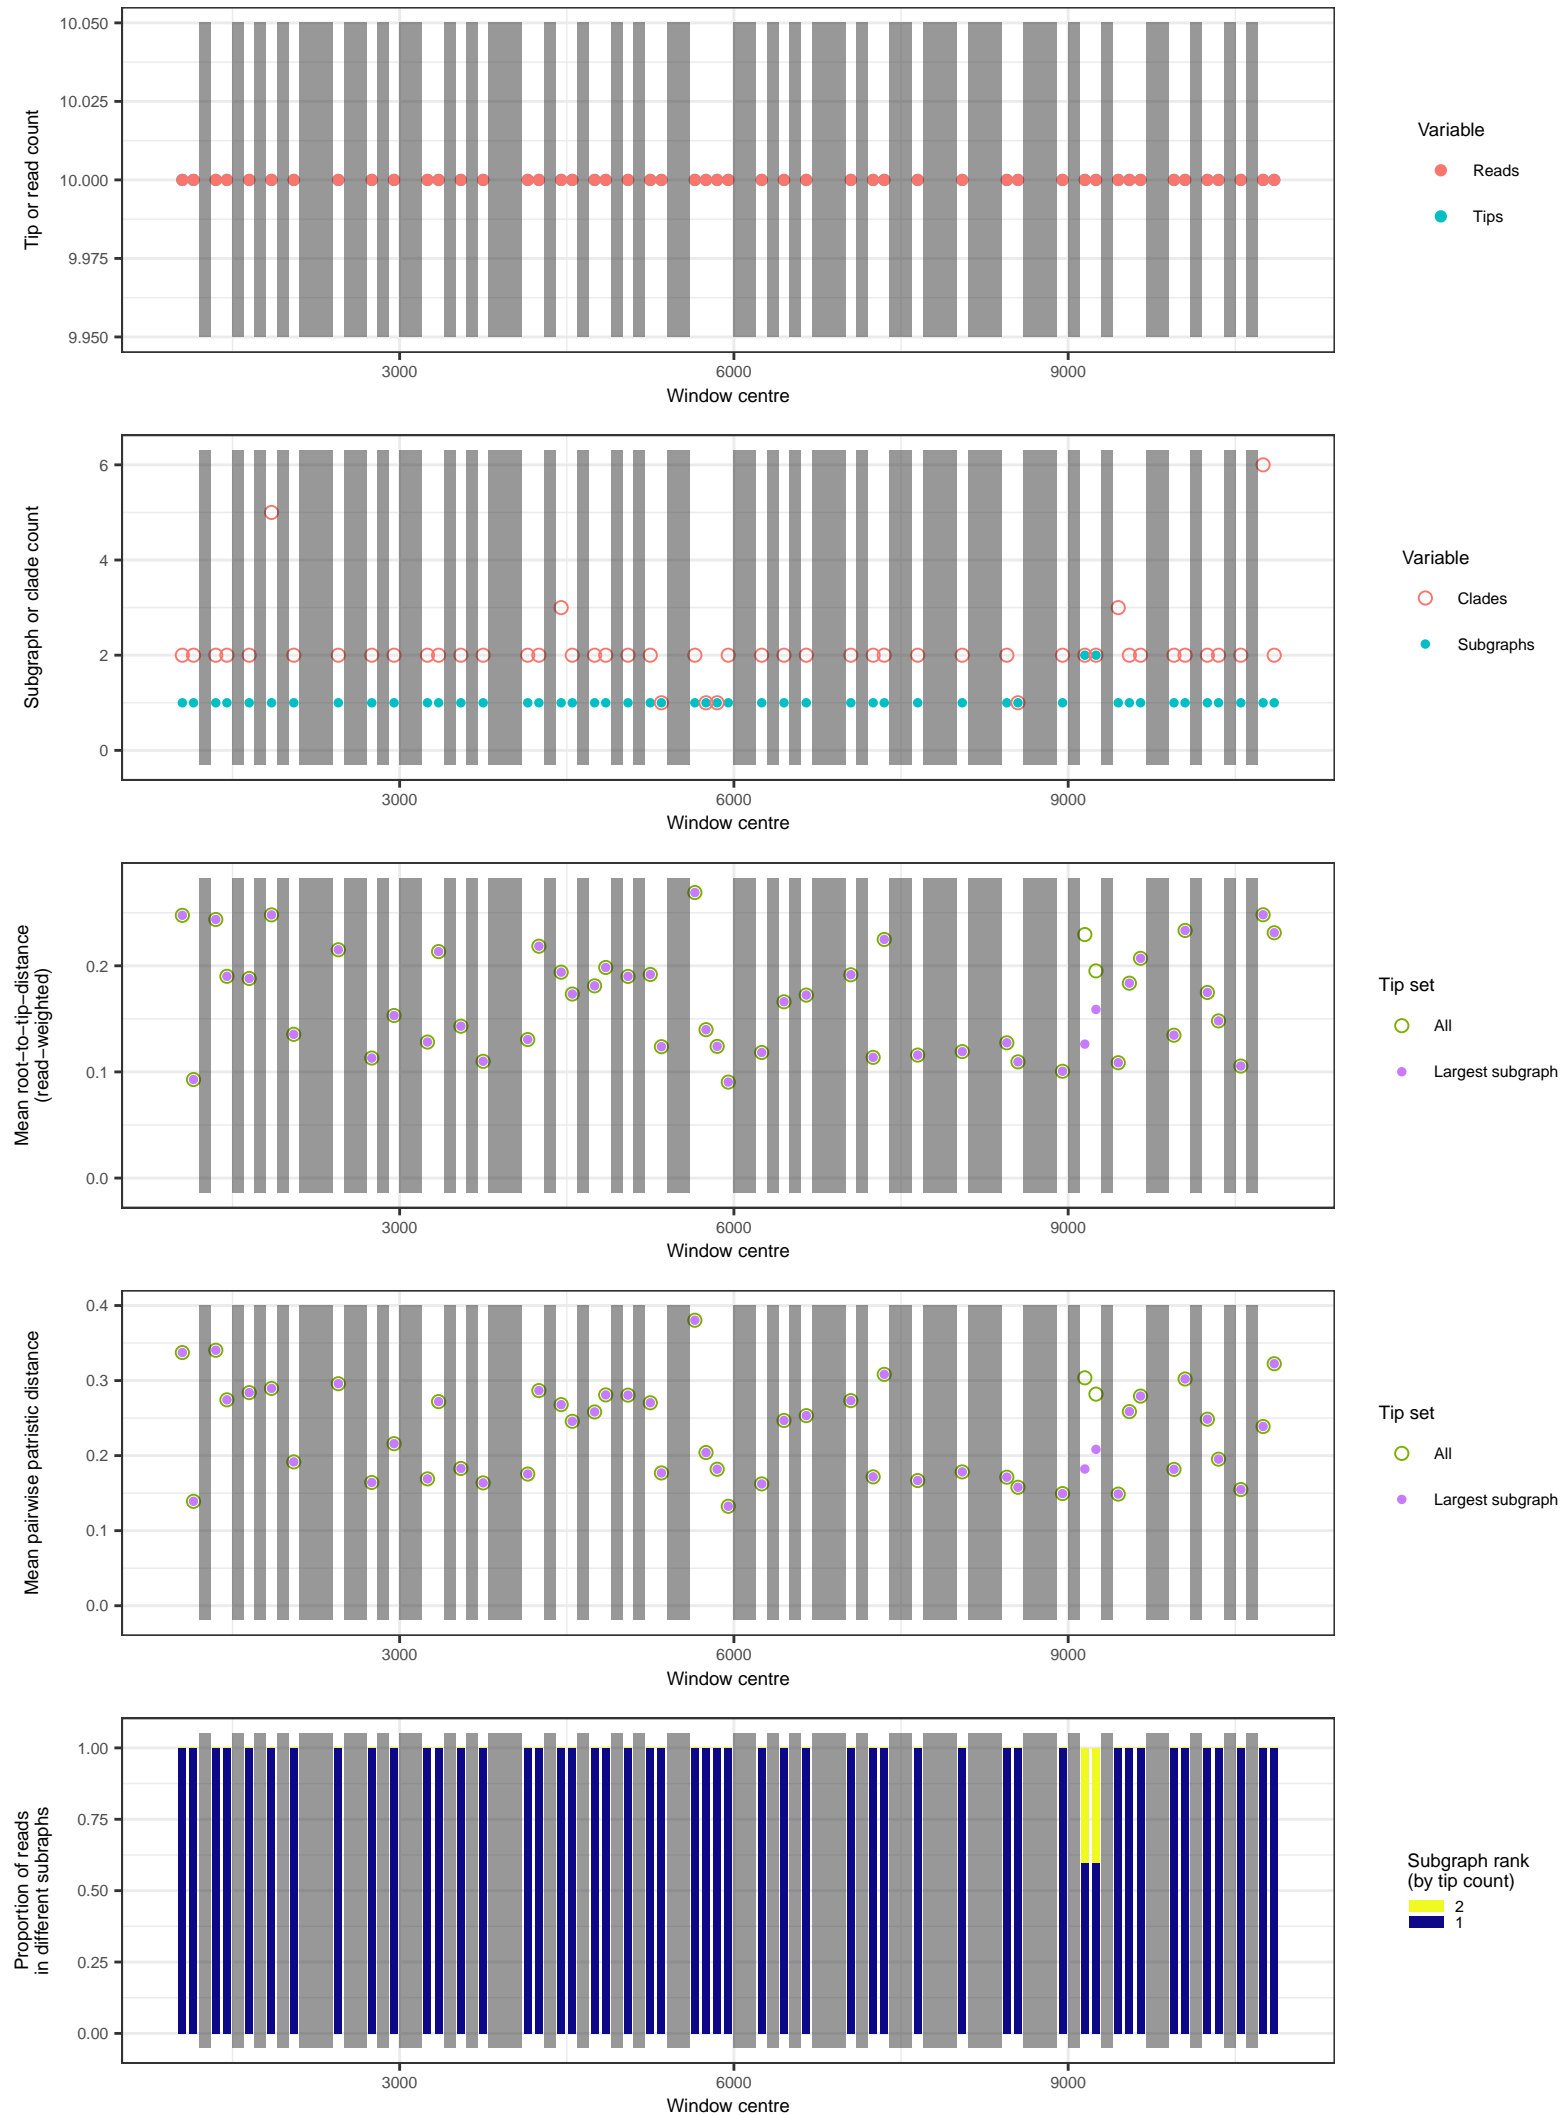 10.050
10.025
10.000
9.975
9.950
Tip or read count
3000
6000
9000
Window centre
Variable
Reads
Tips
6
4
2
0
Subgraph or clade count
3000
6000
9000
Window centre
Variable
Clades
Subgraphs
0.2
0.1
0.0
Mean root−to−tip−distance
(read−weighted)
3000
6000
9000
Window centre
Tip set
All
Largest subgraph
0.4
0.3
0.2
0.1
0.0
Mean pairwise patristic distance
3000
6000
9000
Window centre
Tip set
All
Largest subgraph
1.00
0.75
0.50
0.25
0.00
Proportion of reads
in different subraphs
3000
6000
9000
Window centre
Subgraph rank
(by tip count)
2
1